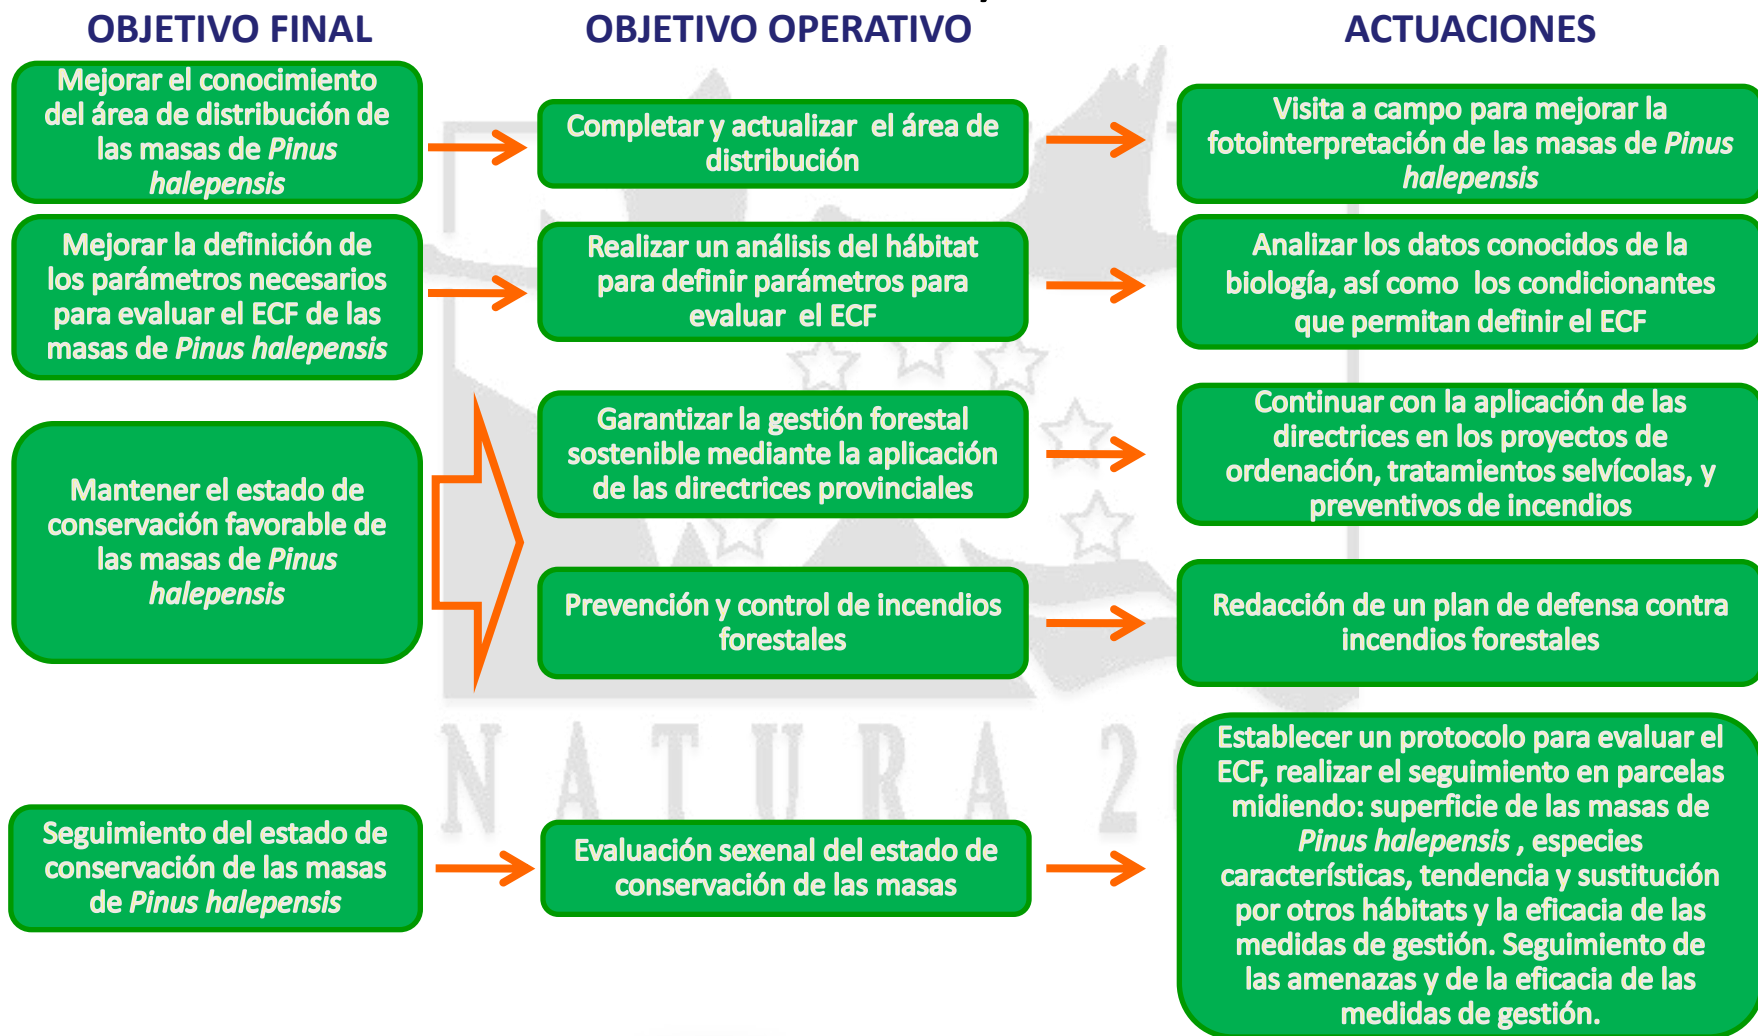 OBJETIVO FINAL
OBJETIVO OPERATIVO
ACTUACIONES
Mejorar el conocimiento
del área de distribución de
las masas de Pinus
halepensis
Completar y actualizar el área de
distribución
Visita a campo para mejorar la
fotointerpretación de las masas de Pinus
halepensis
Mejorar la definición de
los parámetros necesarios
para evaluar el ECF de las
masas de Pinus halepensis
Realizar un análisis del hábitat
para definir parámetros para
evaluar el ECF
Analizar los datos conocidos de la
biología, así como los condicionantes
que permitan definir el ECF
Mantener el estado de
conservación favorable de
las masas de Pinus
halepensis
Garantizar la gestión forestal
sostenible mediante la aplicación
de las directrices provinciales
Continuar con la aplicación de las
directrices en los proyectos de
ordenación, tratamientos selvícolas, y
preventivos de incendios
Prevención y control de incendios
forestales
Redacción de un plan de defensa contra
incendios forestales
Seguimiento del estado de
conservación de las masas
de Pinus halepensis
Evaluación sexenal del estado de
conservación de las masas
Establecer un protocolo para evaluar el
ECF, realizar el seguimiento en parcelas
midiendo: superficie de las masas de
Pinus halepensis , especies
características, tendencia y sustitución
por otros hábitats y la eficacia de las
medidas de gestión. Seguimiento de
las amenazas y de la eficacia de las
medidas de gestión.
NATURA 2